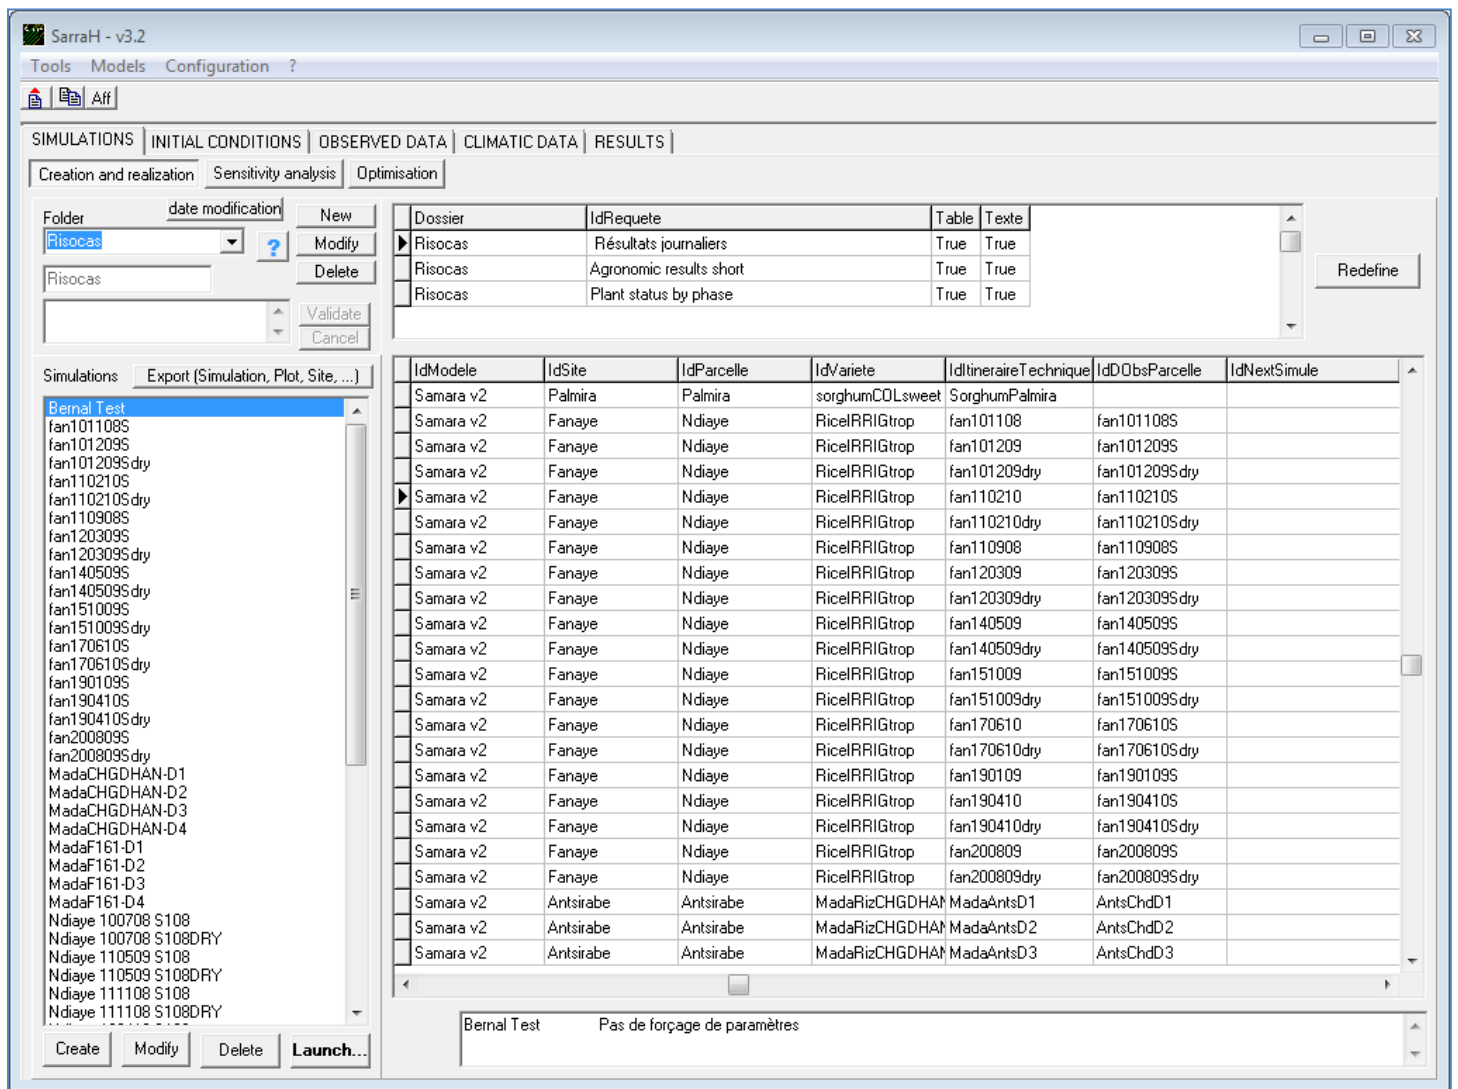 SarraH - v3.2
Tools Models Configuration ?
Aff
SIMULATIONS INITIAL CONDITIONS OBSERVED DATA CLIMATIC DATA RESULTS
Creation and realization Sensitivity analysis Optimisation
Folder date modification New
Risocas ? Modify
Risocas Delete
Validate
Cancel
Dossier IdRequete Table Texte
Risocas Résultats journaliers True True
Risocas Agronomic results short True True
Risocas Plant status by phase True True
Redefine
Simulations Export (Simulation, Plot, Site, ...)
Bernal Test
fan101108S
fan101209S
fan101209Sdry
fan110210S
fan110210Sdry
fan110908S
fan120309S
fan120309Sdry
fan140509S
fan140509Sdry
fan151009S
fan151009Sdry
fan170610S
fan170610Sdry
fan190109S
fan190410S
fan190410Sdry
fan200809S
fan200809Sdry
MadaCHGDHAN-D1
MadaCHGDHAN-D2
MadaCHGDHAN-D3
MadaCHGDHAN-D4
MadaF161-D1
MadaF161-D2
MadaF161-D3
MadaF161-D4
Ndiaye 100708 S108
Ndiaye 100708 S108DRY
Ndiaye 110509 S108
Ndiaye 110509 S108DRY
Ndiaye 111108 S108
Ndiaye 111108 S108DRY
Create Modify Delete Launch...
IdModele IdSite IdParcelle IdVariete IdItineraireTechnique IdDObsParcelle IdNextSimule
Samara v2 Palmira Palmira sorghumCOLsweet SorghumPalmira
Samara v2 Fanaye Ndiaye RiceIRRIGtrop fan101108 fan101108S
Samara v2 Fanaye Ndiaye RiceIRRIGtrop fan101209 fan101209S
Samara v2 Fanaye Ndiaye RiceIRRIGtrop fan101209dry fan101209Sdry
Samara v2 Fanaye Ndiaye RiceIRRIGtrop fan110210 fan110210S
Samara v2 Fanaye Ndiaye RiceIRRIGtrop fan110210dry fan110210Sdry
Samara v2 Fanaye Ndiaye RiceIRRIGtrop fan110908 fan110908S
Samara v2 Fanaye Ndiaye RiceIRRIGtrop fan120309 fan120309S
Samara v2 Fanaye Ndiaye RiceIRRIGtrop fan120309dry fan120309Sdry
Samara v2 Fanaye Ndiaye RiceIRRIGtrop fan140509 fan140509S
Samara v2 Fanaye Ndiaye RiceIRRIGtrop fan140509dry fan140509Sdry
Samara v2 Fanaye Ndiaye RiceIRRIGtrop fan151009 fan151009S
Samara v2 Fanaye Ndiaye RiceIRRIGtrop fan151009dry fan151009Sdry
Samara v2 Fanaye Ndiaye RiceIRRIGtrop fan170610 fan170610S
Samara v2 Fanaye Ndiaye RiceIRRIGtrop fan170610dry fan170610Sdry
Samara v2 Fanaye Ndiaye RiceIRRIGtrop fan190109 fan190109S
Samara v2 Fanaye Ndiaye RiceIRRIGtrop fan190410 fan190410S
Samara v2 Fanaye Ndiaye RiceIRRIGtrop fan190410dry fan190410Sdry
Samara v2 Fanaye Ndiaye RiceIRRIGtrop fan200809 fan200809S
Samara v2 Fanaye Ndiaye RiceIRRIGtrop fan200809dry fan200809Sdry
Samara v2 Antsirabe Antsirabe MadaRizCHGDHAN MadaAntsD1 AntsChdD1
Samara v2 Antsirabe Antsirabe MadaRizCHGDHAN MadaAntsD2 AntsChdD2
Samara v2 Antsirabe Antsirabe MadaRizCHGDHAN MadaAntsD3 AntsChdD3
Bernal Test Pas de forçage de paramètres